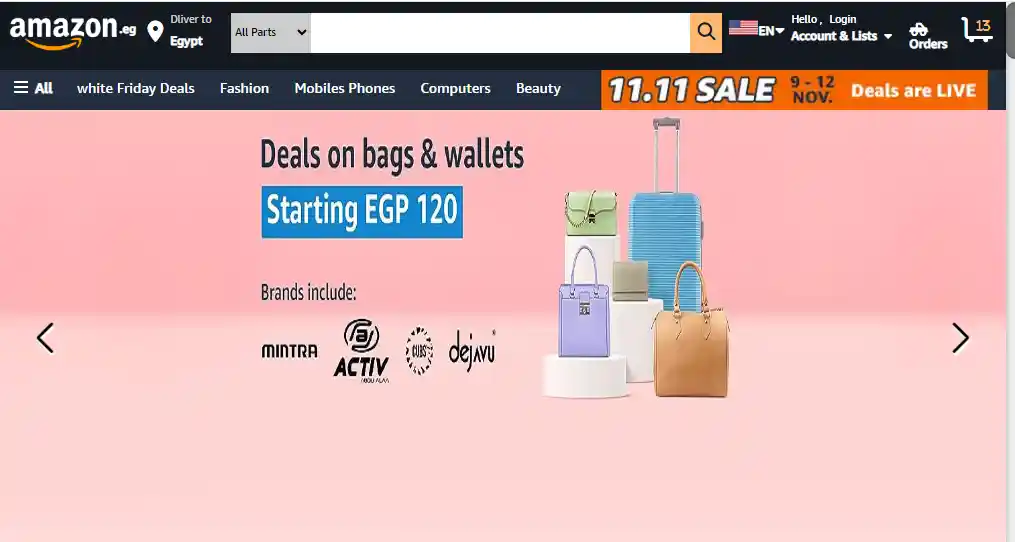 amazon.eg
Dliver to
Egypt
All Parts
EN
Hello , Login
Account & Lists
Orders
13
All
white Friday Deals
Fashion
Mobiles Phones
Computers
Beauty
11.11 SALE
9 - 12
NOV.
Deals are LIVE
Deals on bags & wallets
Starting EGP 120
Brands include:
MINTRA
ACTIV
ABOU ALAA
CUBS
dejavu